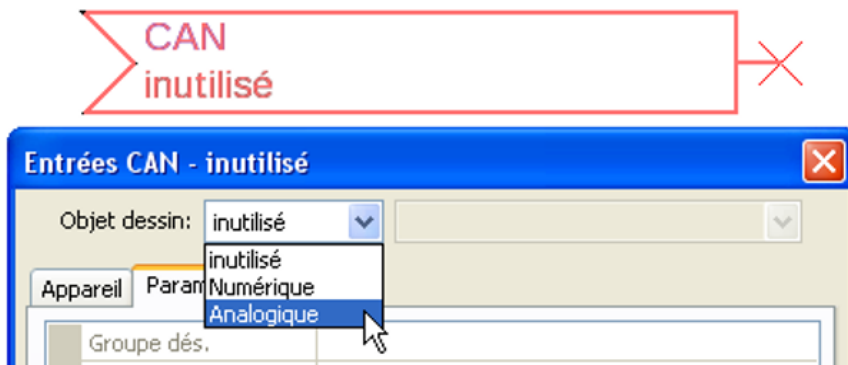 CAN
inutilisé
Entrées CAN - inutilisé
Objet dessin: inutilisé
inutilisé
Numérique
Analogique
Appareil Param
Groupe dés.